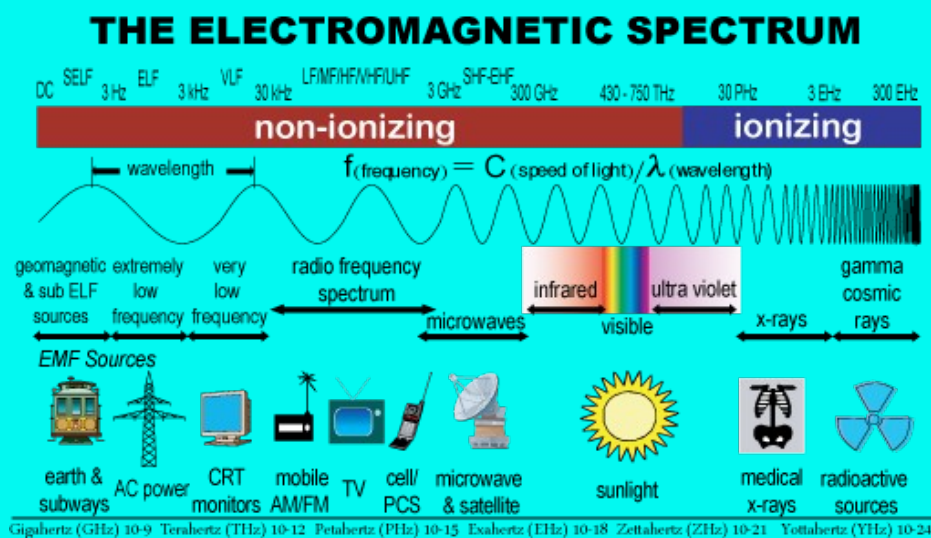 THE ELECTROMAGNETIC SPECTRUM
DC SELF 3 Hz ELF 3 kHz VLF 30 kHz LF/MF/HF/VHF/UHF 3 GHz SHF-EHF 300 GHz 430 - 750 THz 30 PHz 3 EHz 300 EHz
non-ionizing ionizing
wavelength f(frequency) = C (speed of light)/λ (wavelength)
geomagnetic
& sub ELF
sources
extremely
low
frequency
very
low
frequency
radio frequency
spectrum
microwaves
infrared
visible
ultra violet
x-rays
gamma
cosmic
rays
EMF Sources
earth &
subways
AC power
CRT
monitors
mobile
AM/FM
TV
cell/
PCS
microwave
& satellite
sunlight
medical
x-rays
radioactive
sources
Gigahertz (GHz) 10-9 Terahertz (THz) 10-12 Petahertz (PHz) 10-15 Exahertz (EHz) 10-18 Zettahertz (ZHz) 10-21 Yottahertz (YHz) 10-24